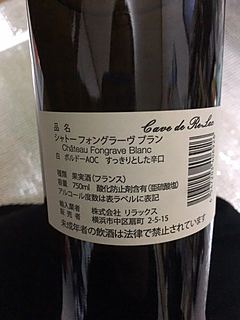 Cave de Re-Lax
品 名
シャトーフォングラーヴ ブラン
Château Fongrave Blanc
白 ボルドーAOC すっきりとした辛口
種類 果実酒(フランス)
容量 750ml 酸化防止剤含有(亜硫酸塩)
アルコール度数は表ラベルに表記
輸入業者 株式会社 リラックス
販売者 横浜市中区扇町 2-5-15
未成年者の飲酒は法律で禁止され